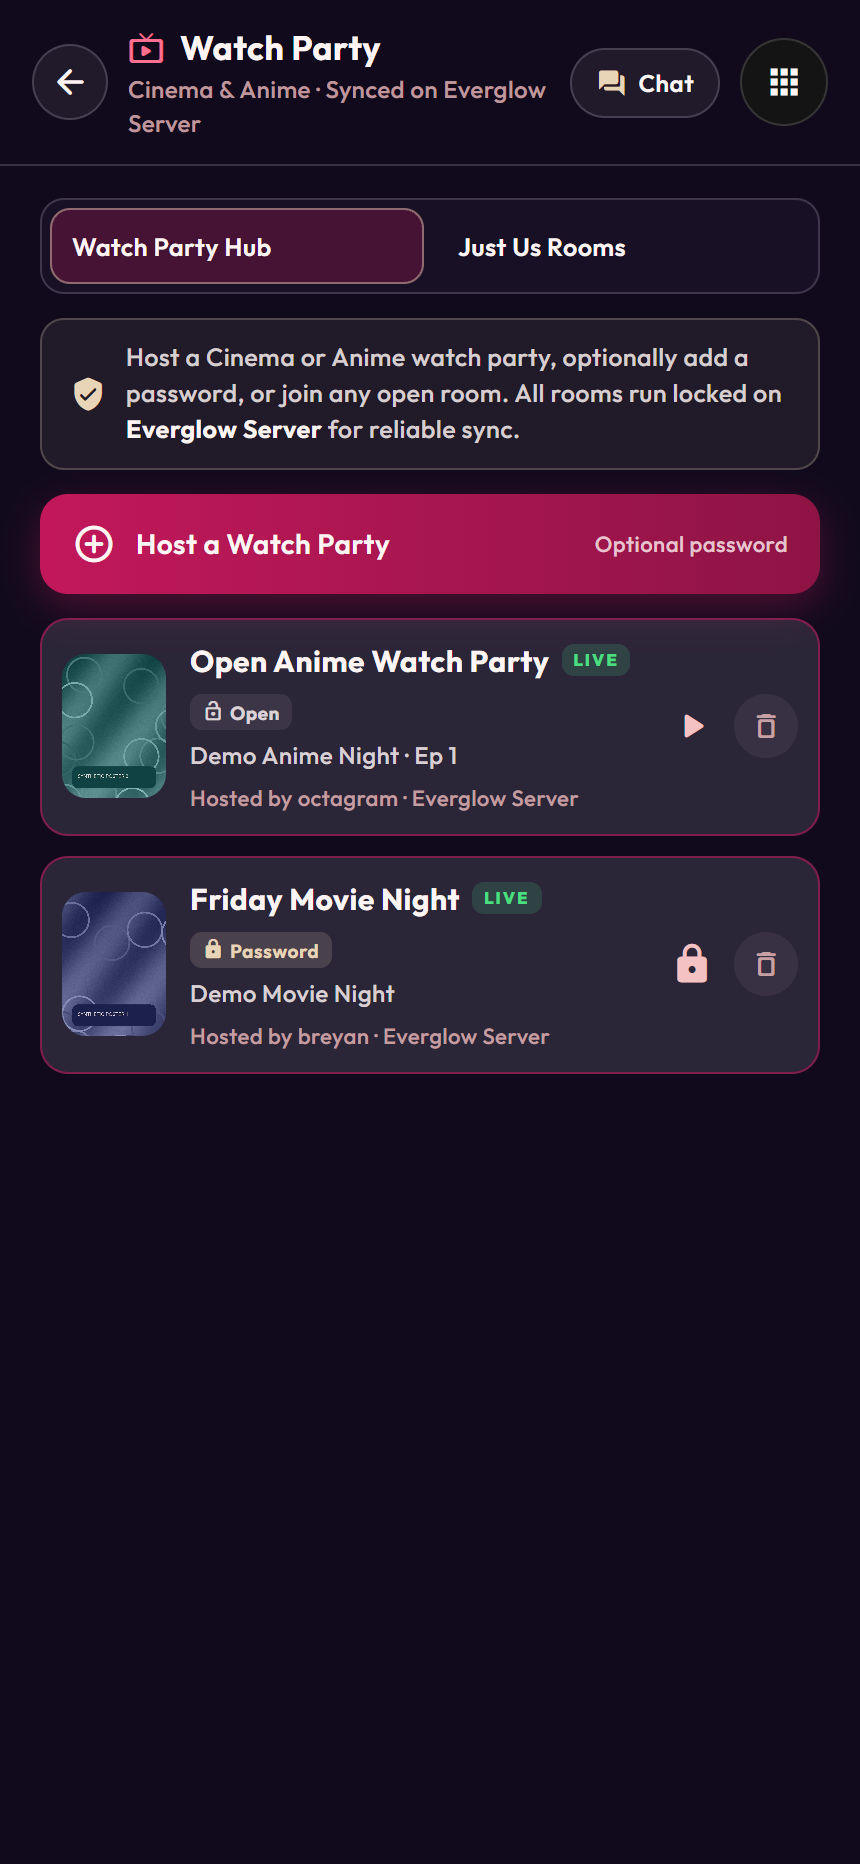 Watch Party
Cinema & Anime · Synced on Everglow
Server
Chat
Watch Party Hub
Just Us Rooms
Host a Cinema or Anime watch party, optionally add a
password, or join any open room. All rooms run locked on
Everglow Server for reliable sync.
Host a Watch Party
Optional password
Open Anime Watch Party
LIVE
Open
Demo Anime Night · Ep 1
Hosted by octagram · Everglow Server
Friday Movie Night
LIVE
Password
Demo Movie Night
Hosted by breyan · Everglow Server